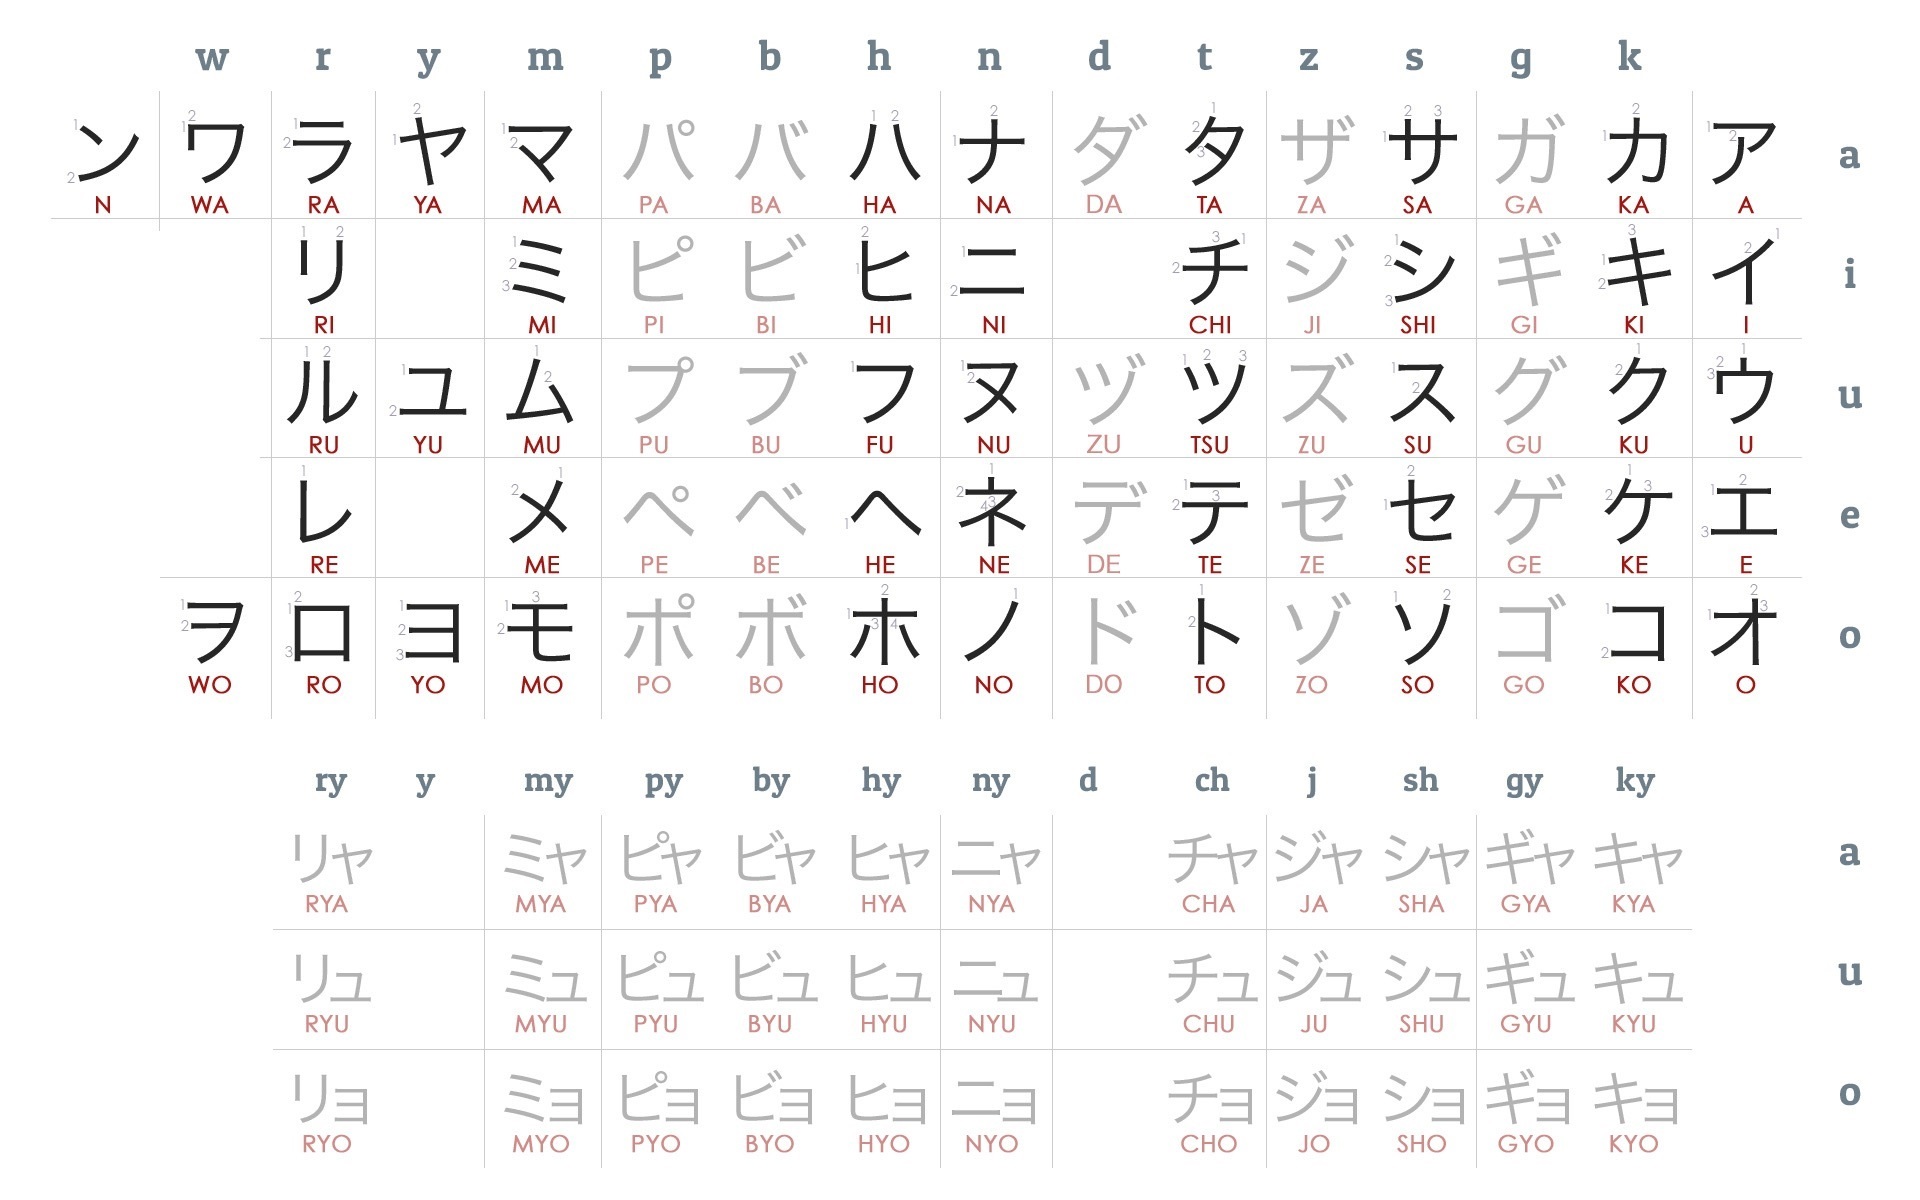 w r y m p b h n d t z s g k
ン ワ ラ ヤ マ パ バ ハ ナ ダ タ ザ サ ガ カ ア a
N WA RA YA MA PA BA HA NA DA TA ZA SA GA KA A
リ ミ ピ ビ ヒ ニ チ ジ シ ギ キ イ i
RI MI PI BI HI NI CHI JI SHI GI KI I
ル ユ ム プ ブ フ ヌ ヅ ツ ズ ス グ ク ウ u
RU YU MU PU BU FU NU ZU TSU ZU SU GU KU U
レ メ ペ ベ ヘ ネ デ テ ゼ セ ゲ ケ エ e
RE ME PE BE HE NE DE TE ZE SE GE KE E
ヲ ロ ヨ モ ポ ボ ホ ノ ド ト ゾ ソ ゴ コ オ o
WO RO YO MO PO BO HO NO DO TO ZO SO GO KO O
ry y my py by hy ny d ch j sh gy ky
リャ ミャ ピャ ビャ ヒャ ニャ チャ ジャ シャ ギャ キャ a
RYA MYA PYA BYA HYA NYA CHA JA SHA GYA KYA
リュ ミュ ピュ ビュ ヒュ ニュ チュ ジュ シュ ギュ キュ u
RYU MYU PYU BYU HYU NYU CHU JU SHU GYU KYU
リョ ミョ ピョ ビョ ヒョ ニョ チョ ジョ ショ ギョ キョ o
RYO MYO PYO BYO HYO NYO CHO JO SHO GYO KYO